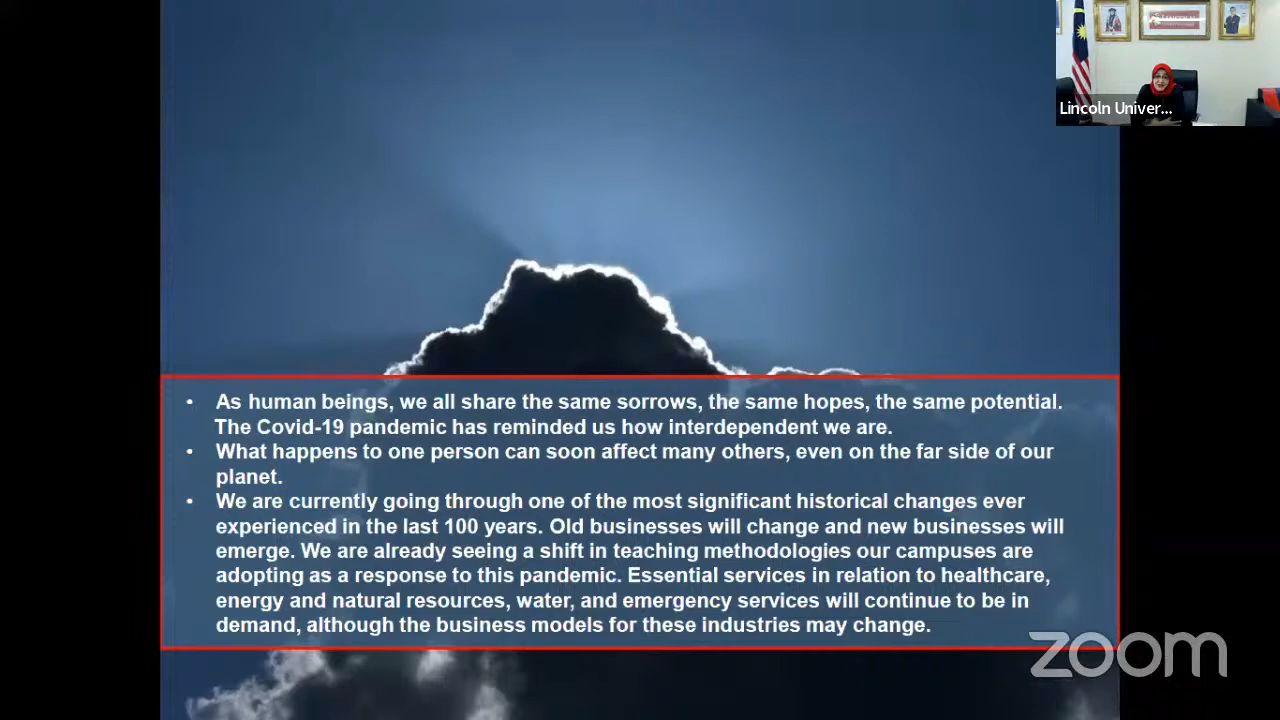 Lincoln Univer...
• As human beings, we all share the same sorrows, the same hopes, the same potential.
The Covid-19 pandemic has reminded us how interdependent we are.
• What happens to one person can soon affect many others, even on the far side of our
planet.
• We are currently going through one of the most significant historical changes ever
experienced in the last 100 years. Old businesses will change and new businesses will
emerge. We are already seeing a shift in teaching methodologies our campuses are
adopting as a response to this pandemic. Essential services in relation to healthcare,
energy and natural resources, water, and emergency services will continue to be in
demand, although the business models for these industries may change.
zoom